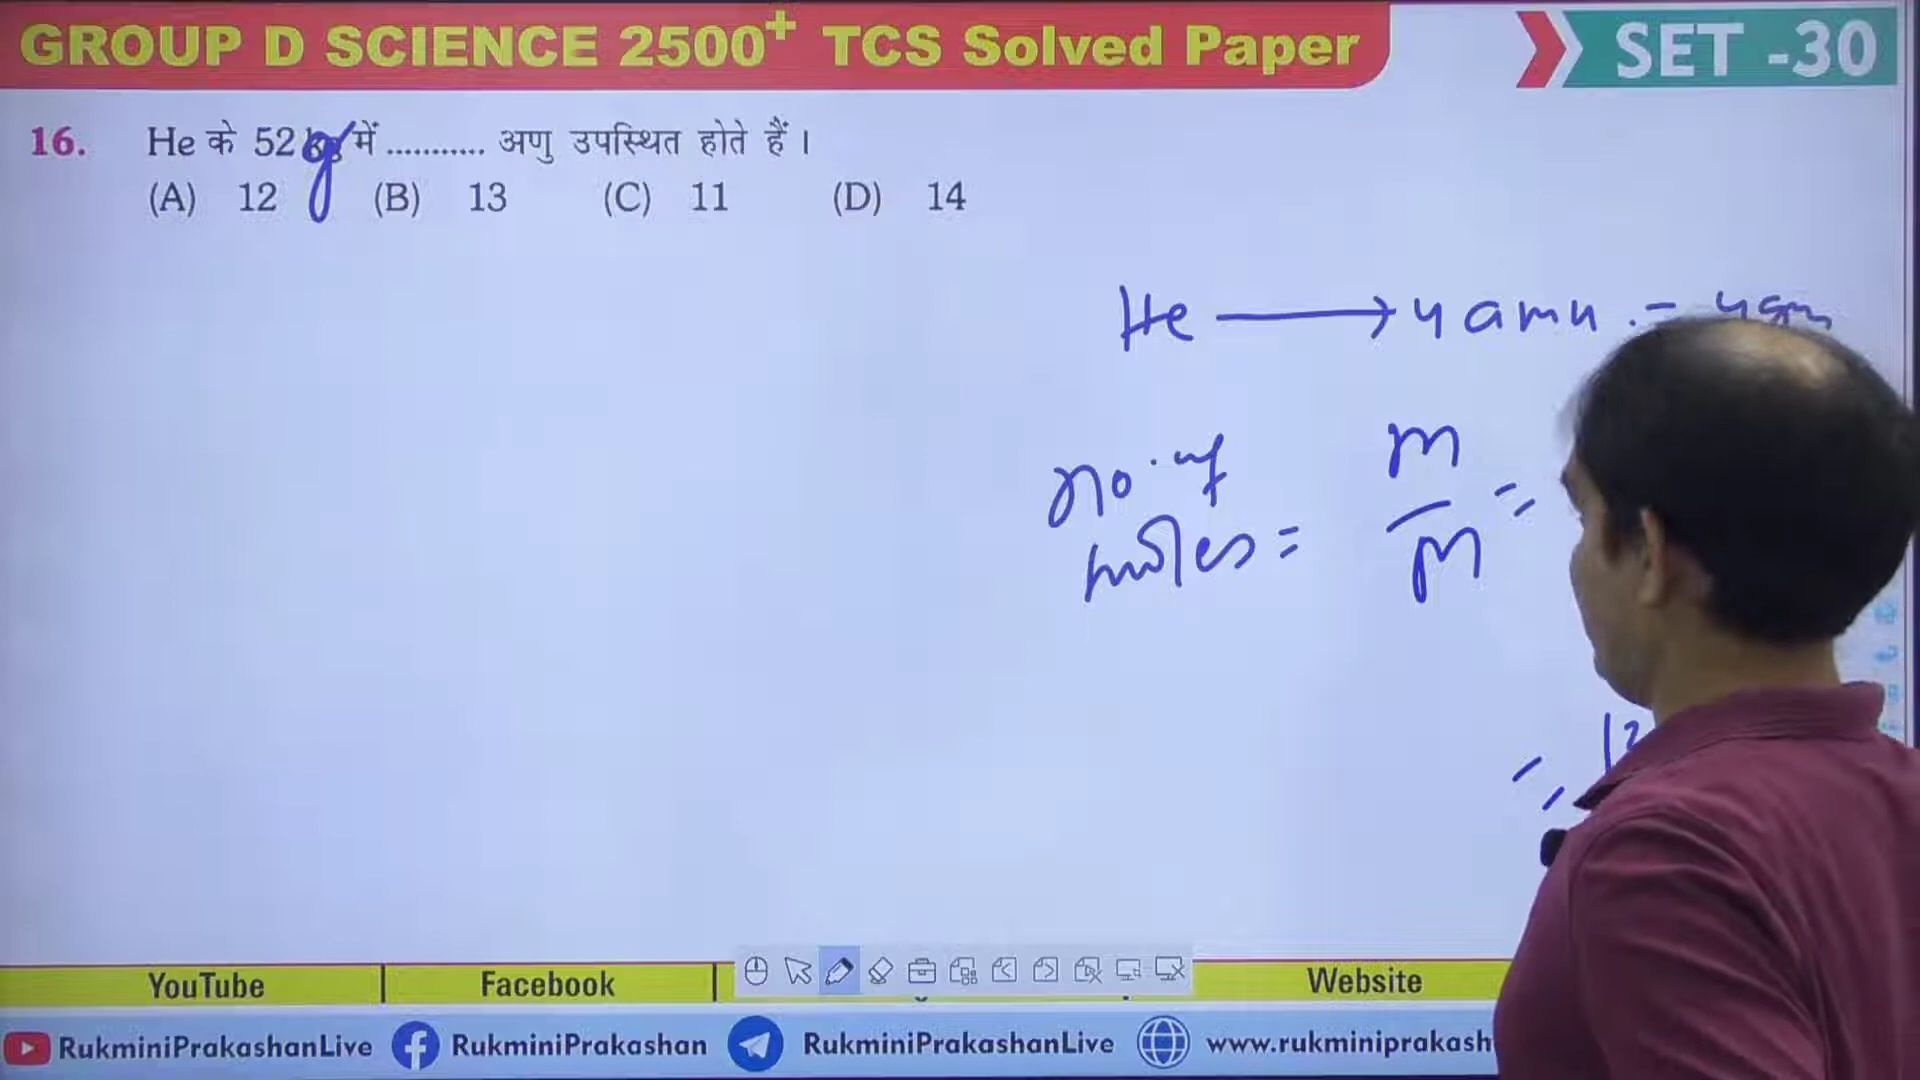 GROUP D SCIENCE 2500+ TCS Solved Paper
SET -30
16. He के 52 g में ........... अणु उपस्थित होते हैं।
(A) 12 (B) 13 (C) 11 (D) 14
He → 4 amu. = 4gm
no. of
moles = m/M =
=
YouTube Facebook Website
RukminiPrakashanLive RukminiPrakashan RukminiPrakashanLive www.rukminiprakash